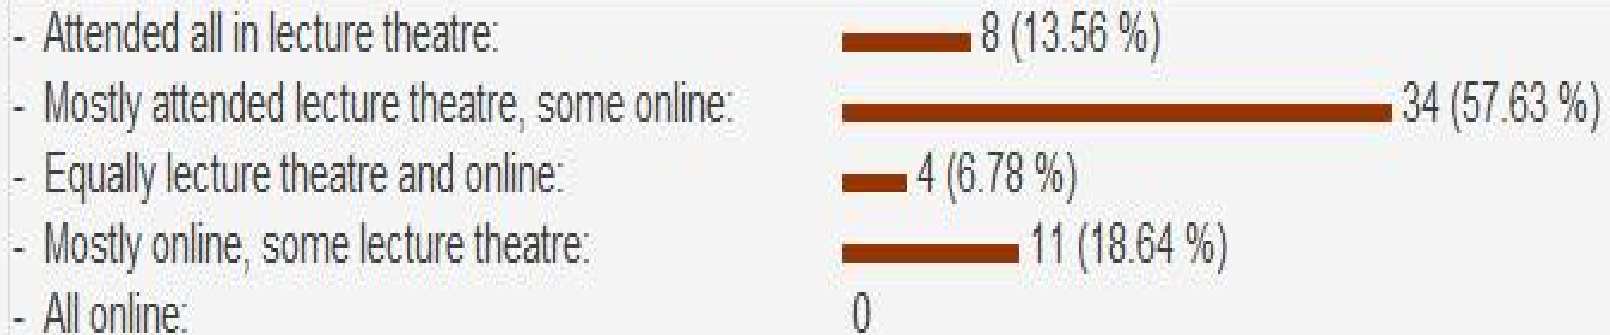 - Attended all in lecture theatre: 8 (13.56 %)
- Mostly attended lecture theatre, some online: 34 (57.63 %)
- Equally lecture theatre and online: 4 (6.78 %)
- Mostly online, some lecture theatre: 11 (18.64 %)
- All online: 0